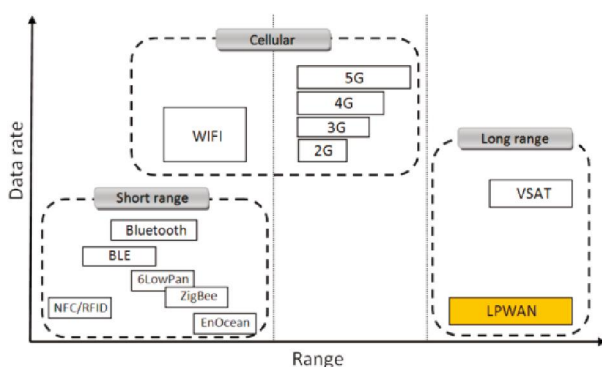 Cellular
5G
4G
3G
2G
WIFI
Long range
VSAT
LPWAN
Short range
Bluetooth
BLE
6LowPan
ZigBee
NFC/RFID
EnOcean
Data rate
Range